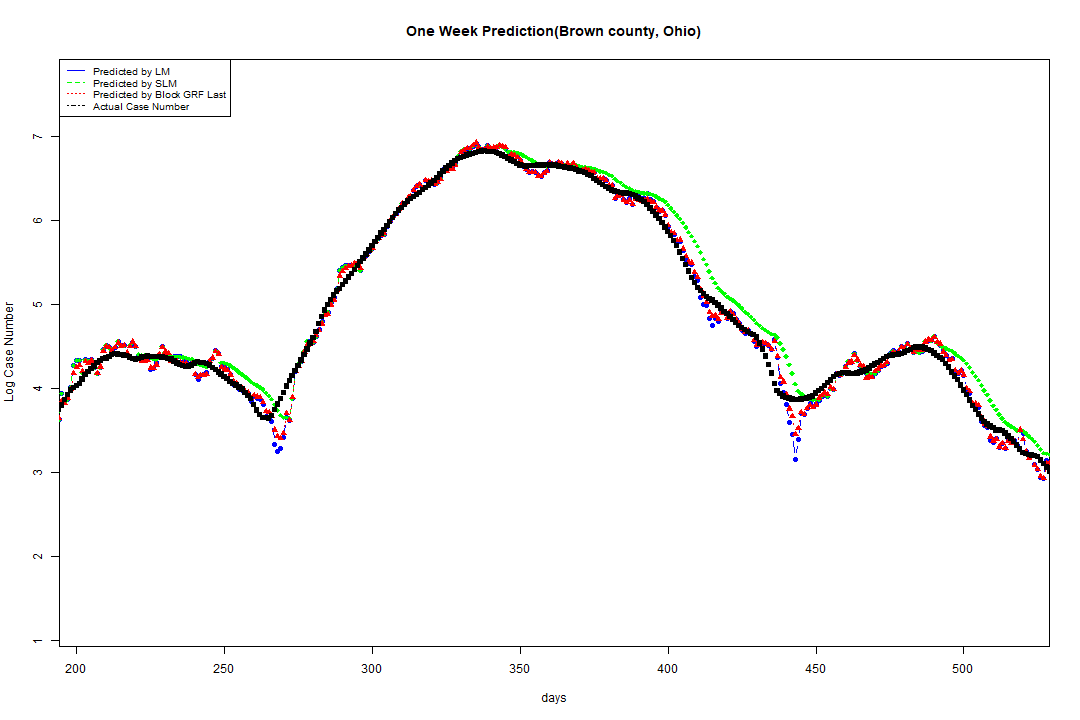 One Week Prediction(Brown county, Ohio)
Predicted by LM
Predicted by SLM
Predicted by Block GRF Last
Actual Case Number
Log Case Number
7
6
5
4
3
2
1
200 250 300 350 400 450 500
days